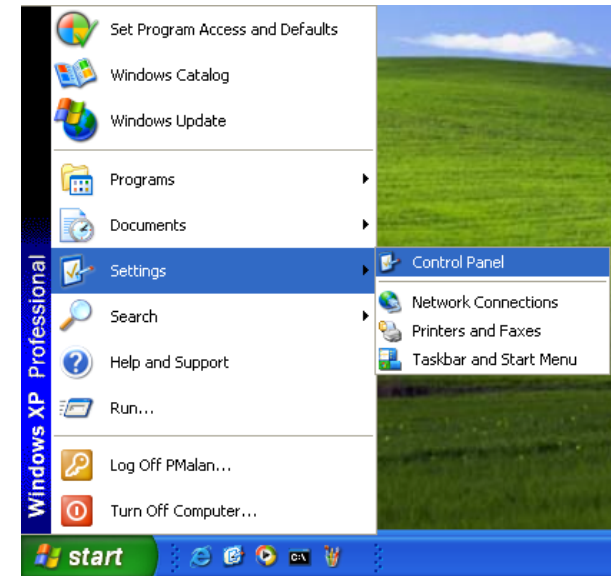 Set Program Access and Defaults
Windows Catalog
Windows Update
Programs
Documents
Settings
Search
Help and Support
Run...
Log Off PMalan...
Turn Off Computer...
Control Panel
Network Connections
Printers and Faxes
Taskbar and Start Menu
Windows XP Professional
start
C:\